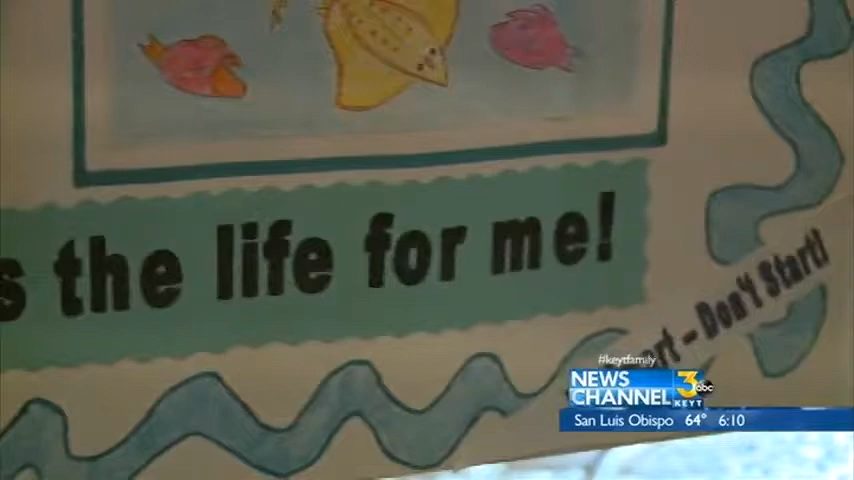 s the life for me!
- Don't Start!
#keytfamily
NEWS
CHANNEL 3 abc
KEYT
San Luis Obispo 64° 6:10